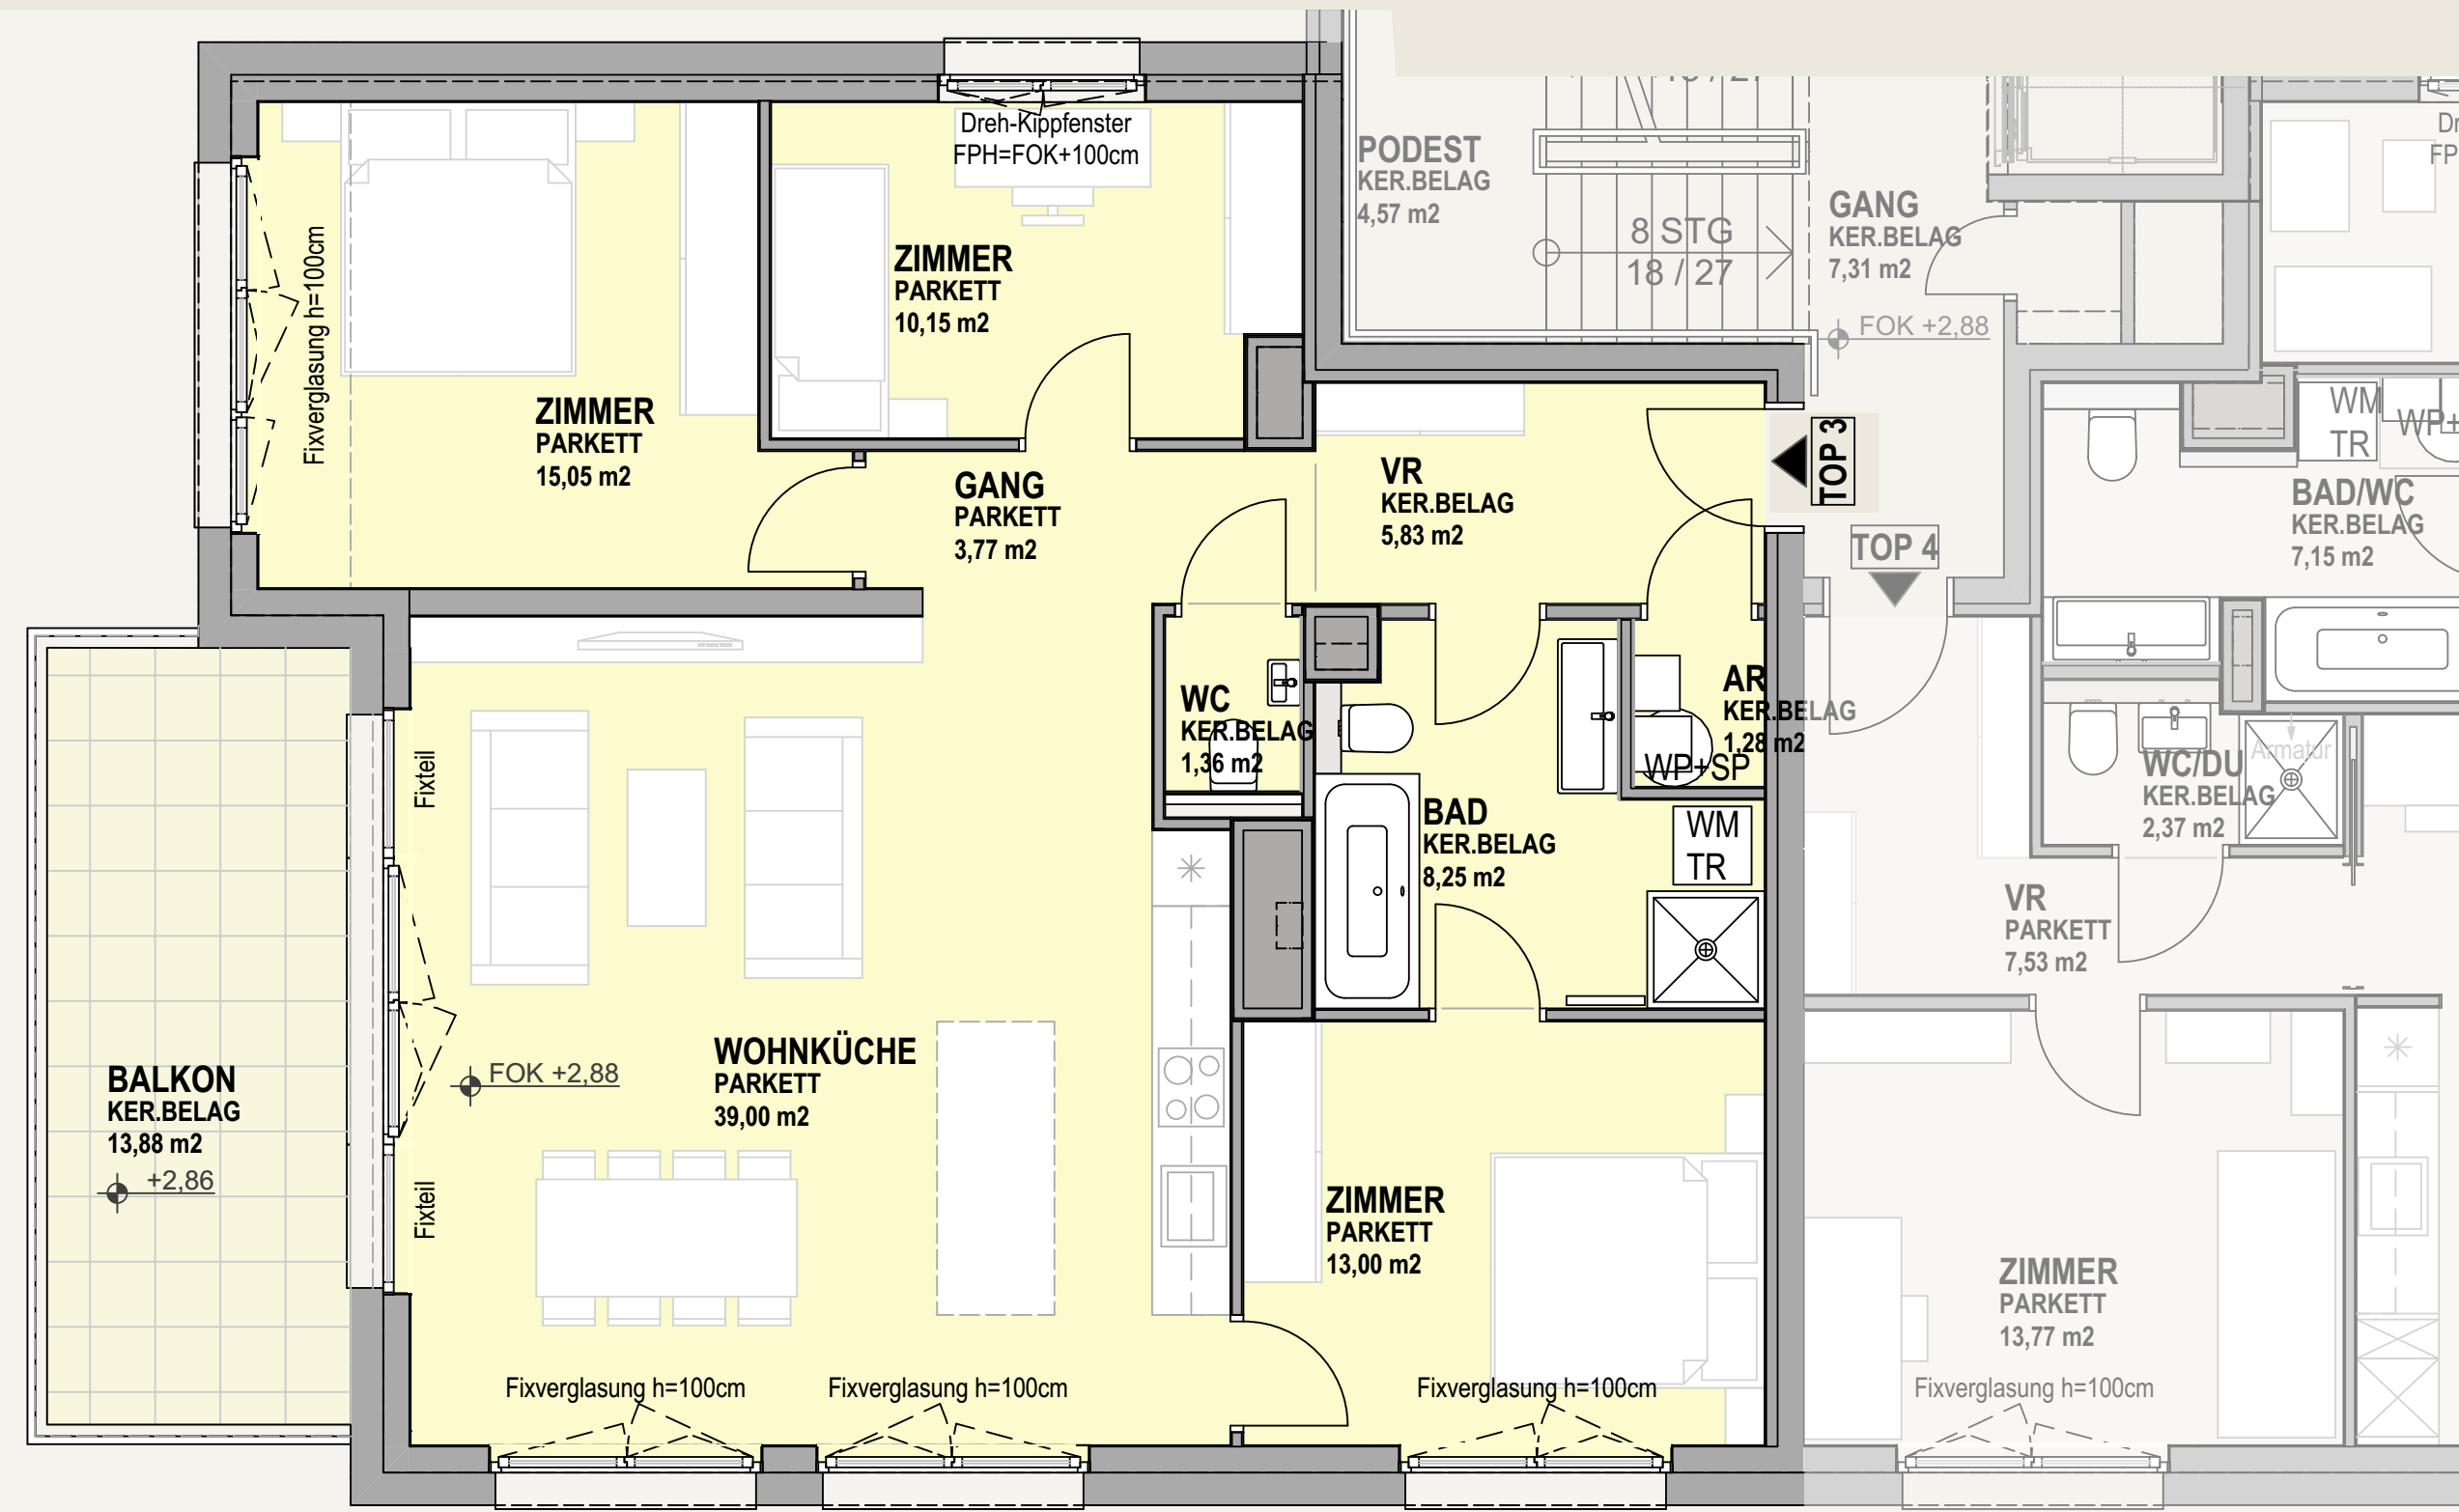 Dreh-Kippfenster
FPH=FOK+100cm
Fixverglasung h=100cm
ZIMMER
PARKETT
10,15 m2
ZIMMER
PARKETT
15,05 m2
GANG
PARKETT
3,77 m2
VR
KER.BELAG
5,83 m2
TOP 3
PODEST
KER.BELAG
4,57 m2
8 STG
18 / 27
GANG
KER.BELAG
7,31 m2
FOK +2,88
TOP 4
WM
TR
BAD/WC
KER.BELAG
7,15 m2
WC
KER.BELAG
1,36 m2
AR
KER.BELAG
1,28 m2
WP+SP
BAD
KER.BELAG
8,25 m2
WM
TR
Armatur
WC/DU
KER.BELAG
2,37 m2
VR
PARKETT
7,53 m2
Fixteil
WOHNKÜCHE
PARKETT
39,00 m2
FOK +2,88
BALKON
KER.BELAG
13,88 m2
+2,86
Fixteil
ZIMMER
PARKETT
13,00 m2
ZIMMER
PARKETT
13,77 m2
Fixverglasung h=100cm
Fixverglasung h=100cm
Fixverglasung h=100cm
Fixverglasung h=100cm